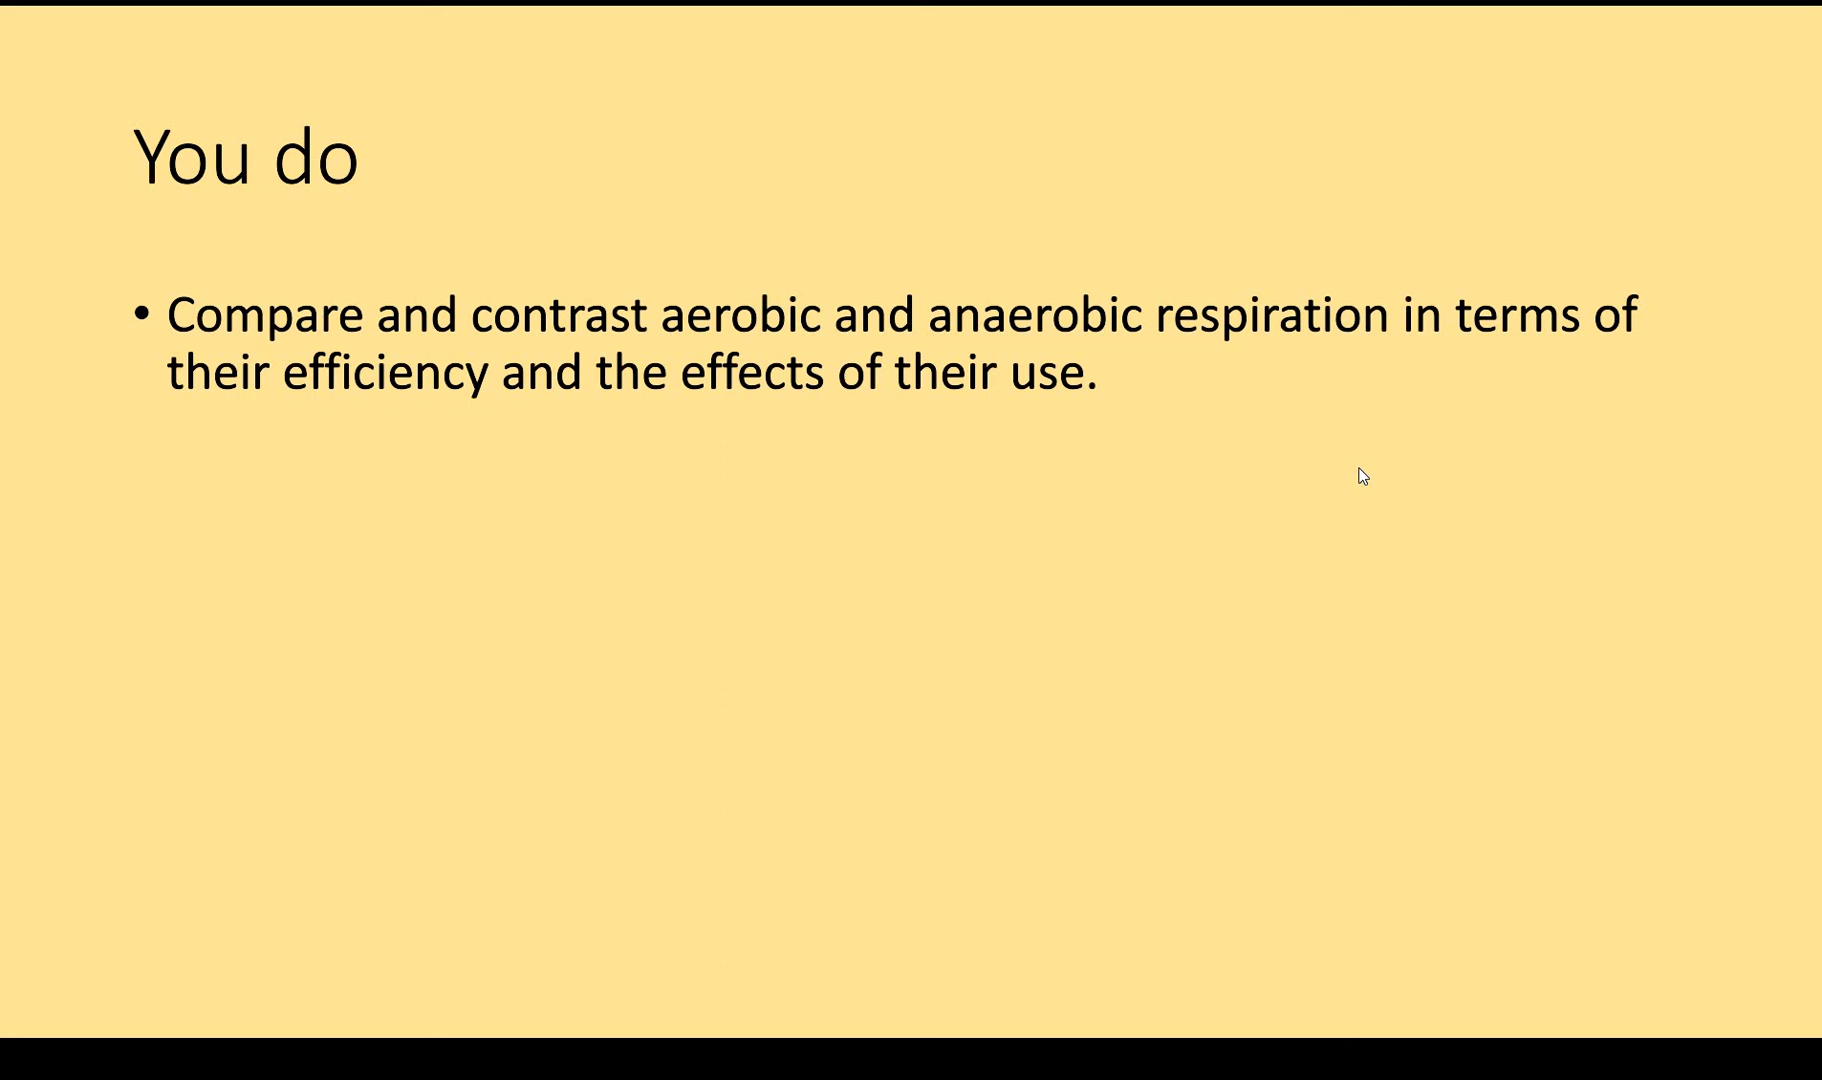 You do
• Compare and contrast aerobic and anaerobic respiration in terms of
their efficiency and the effects of their use.